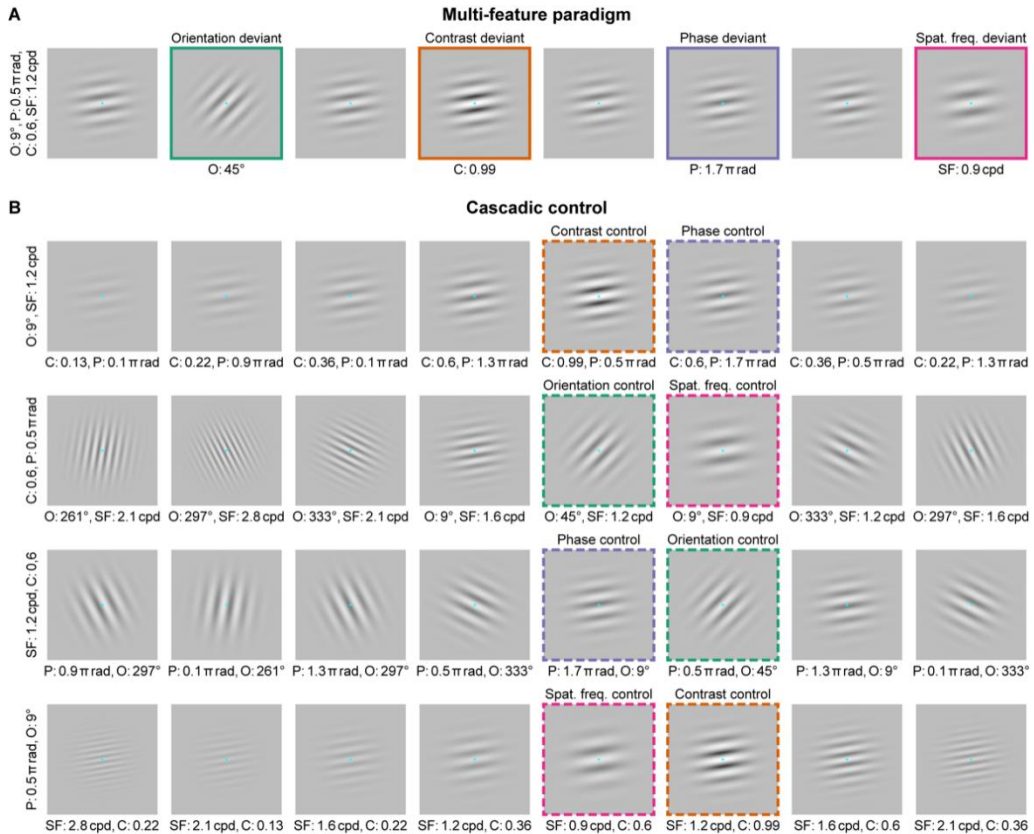 A
Multi-feature paradigm
Orientation deviant
Contrast deviant
Phase deviant
Spat. freq. deviant
O: 9°, P: 0.5 π rad,
C: 0.6, SF: 1.2 cpd
O: 45°
C: 0.99
P: 1.7 π rad
SF: 0.9 cpd
B
Cascadic control
Contrast control
Phase control
O: 9°, SF: 1.2 cpd
C: 0.13, P: 0.1 π rad
C: 0.22, P: 0.9 π rad
C: 0.36, P: 0.1 π rad
C: 0.6, P: 1.3 π rad
C: 0.99, P: 0.5 π rad
C: 0.6, P: 1.7 π rad
C: 0.36, P: 0.5 π rad
C: 0.22, P: 1.3 π rad
Orientation control
Spat. freq. control
C: 0.6, P: 0.5 π rad
O: 261°, SF: 2.1 cpd
O: 297°, SF: 2.8 cpd
O: 333°, SF: 2.1 cpd
O: 9°, SF: 1.6 cpd
O: 45°, SF: 1.2 cpd
O: 9°, SF: 0.9 cpd
O: 333°, SF: 1.2 cpd
O: 297°, SF: 1.6 cpd
Phase control
Orientation control
SF: 1.2 cpd, C: 0.6
P: 0.9 π rad, O: 297°
P: 0.1 π rad, O: 261°
P: 1.3 π rad, O: 297°
P: 0.5 π rad, O: 333°
P: 1.7 π rad, O: 9°
P: 0.5 π rad, O: 45°
P: 1.3 π rad, O: 9°
P: 0.1 π rad, O: 333°
Spat. freq. control
Contrast control
P: 0.5 π rad, O: 9°
SF: 2.8 cpd, C: 0.22
SF: 2.1 cpd, C: 0.13
SF: 1.6 cpd, C: 0.22
SF: 1.2 cpd, C: 0.36
SF: 0.9 cpd, C: 0.6
SF: 1.2 cpd, C: 0.99
SF: 1.6 cpd, C: 0.6
SF: 2.1 cpd, C: 0.36